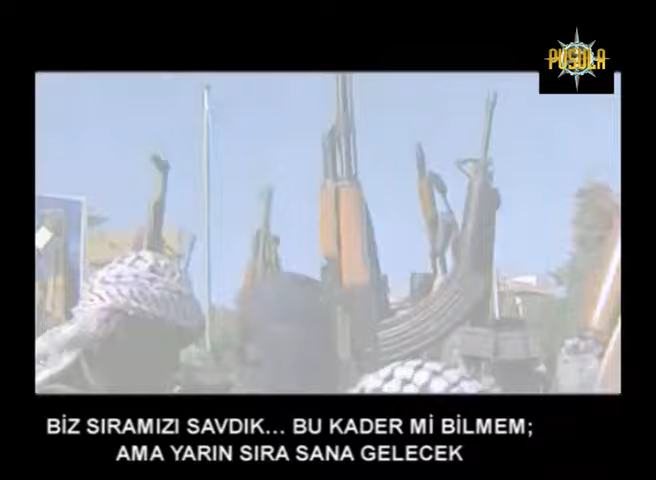 PUSULA
BİZ SIRAMIZI SAVDIK... BU KADER Mİ BİLMEM;
AMA YARIN SIRA SANA GELECEK